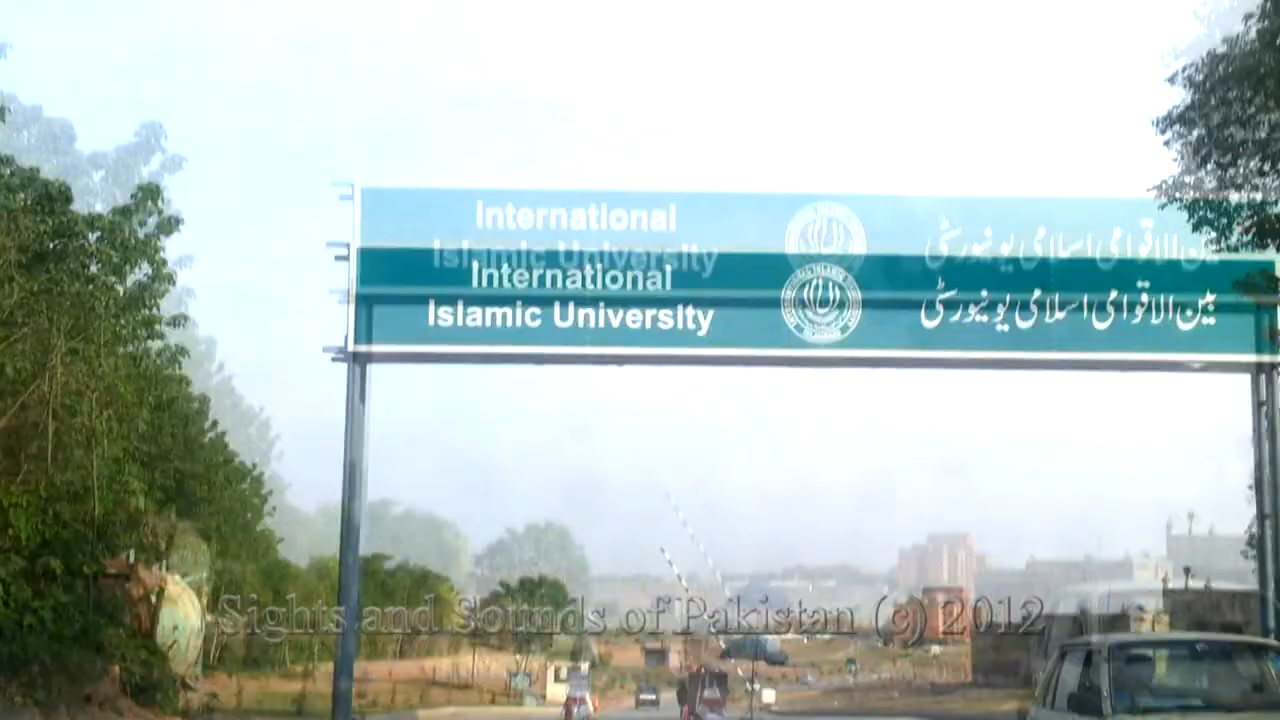 International
Islamic University
بین الاقوامی اسلامی یونیورسٹی
International
Islamic University
بین الاقوامی اسلامی یونیورسٹی
Sights and Sounds of Pakistan (c) 2012